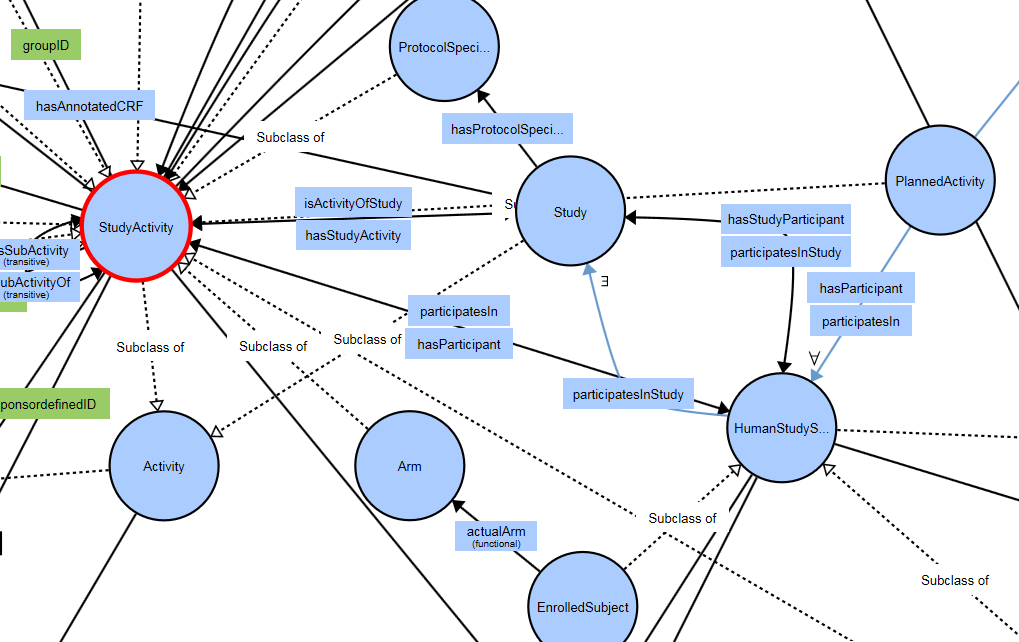 groupID
ProtocolSpeci...
hasAnnotatedCRF
Subclass of
hasProtocolSpeci...
PlannedActivity
isActivityOfStudy
Study
hasStudyParticipant
StudyActivity
hasStudyActivity
participatesInStudy
sSubActivity
(transitive)
ubActivityOf
(transitive)
∃
hasParticipant
participatesIn
participatesIn
hasParticipant
Subclass of
Subclass of
Subclass of
∀
participatesInStudy
ponsordefinedID
HumanStudyS...
Activity
Arm
Subclass of
actualArm
(functional)
Subclass of
EnrolledSubject